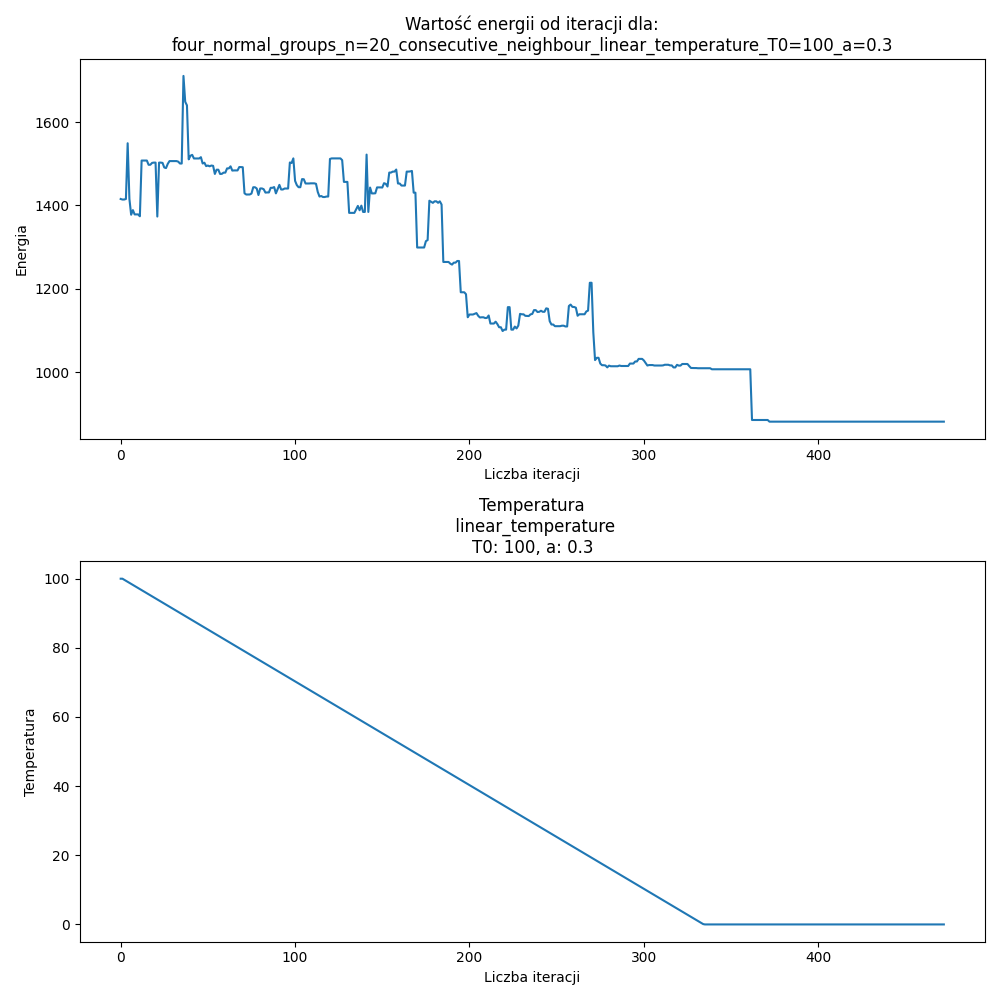 Wartość energii od iteracji dla:
four_normal_groups_n=20_consecutive_neighbour_linear_temperature_T0=100_a=0.3
1600
1400
1200
1000
Energia
0 100 200 300 400
Liczba iteracji
Temperatura
linear_temperature
T0: 100, a: 0.3
100
80
60
40
20
0
Temperatura
0 100 200 300 400
Liczba iteracji